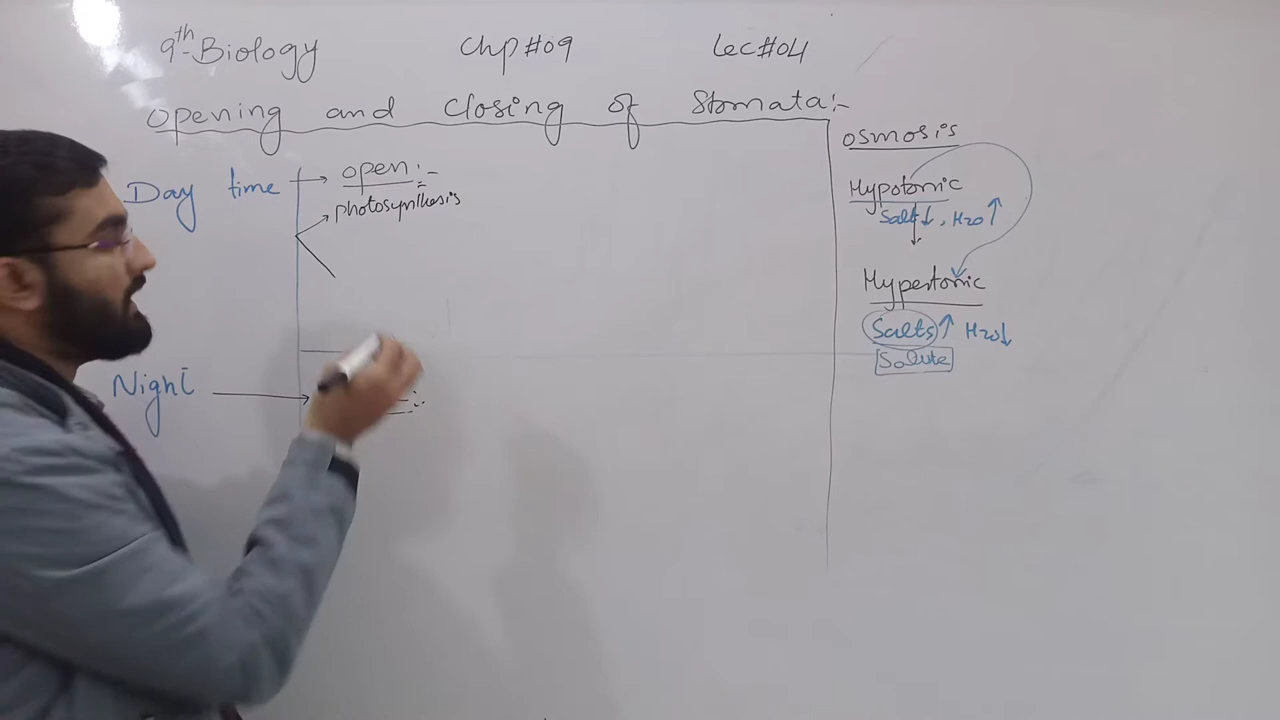 9th-Biology Chp#09 Lec#04
Opening and Closing of Stomata:-
Day time → open:-
photosynthesis
Night →
Osmosis
Hypotonic
Salt↓, H2O↑
Hypertonic
Salts↑ H2O↓
Solute